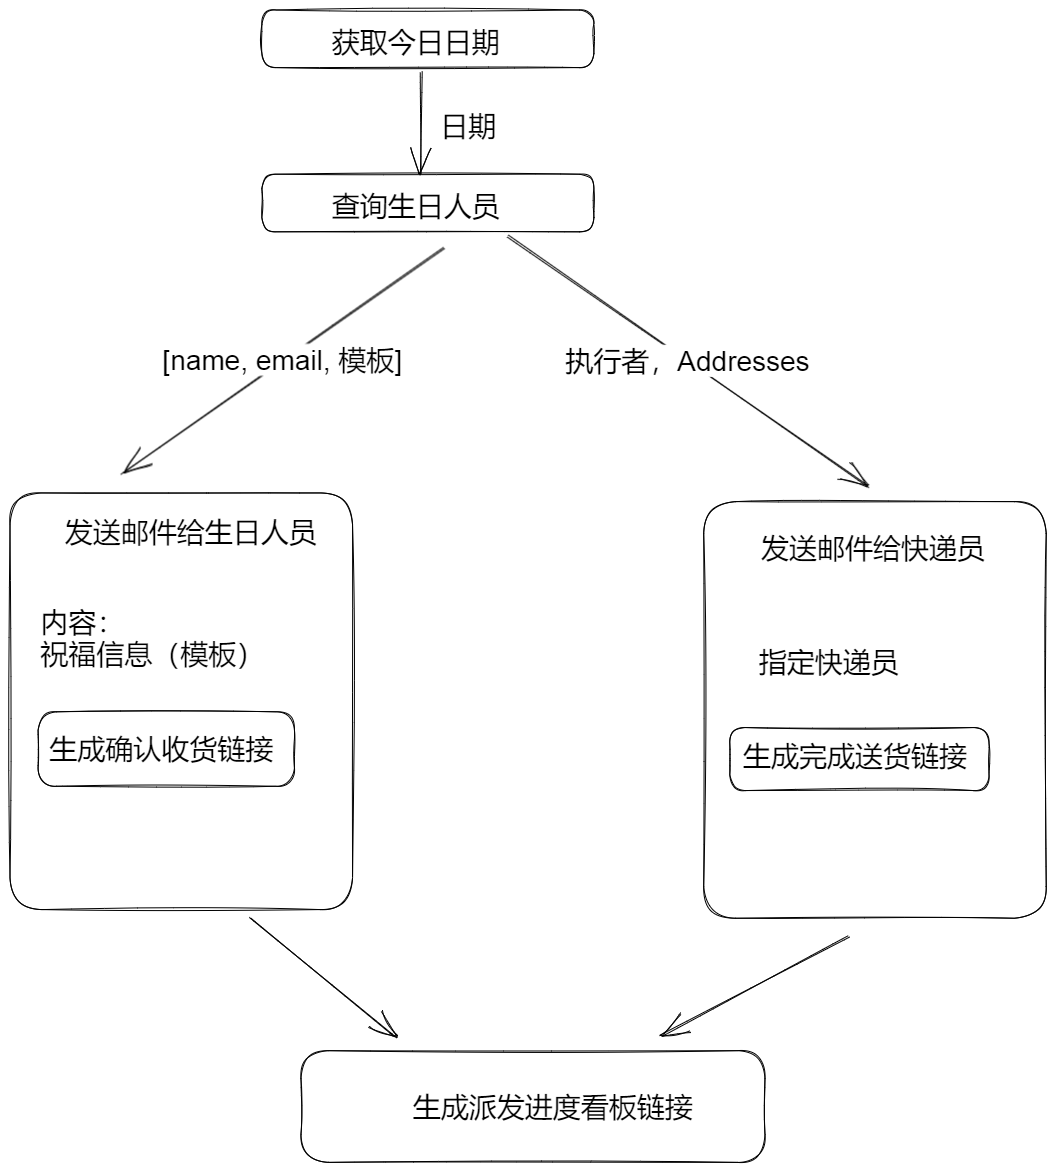 获取今日日期
日期
查询生日人员
[name, email, 模板]
执行者，Addresses
发送邮件给生日人员
内容：
祝福信息（模板）
生成确认收货链接
发送邮件给快递员
指定快递员
生成完成送货链接
生成派发进度看板链接